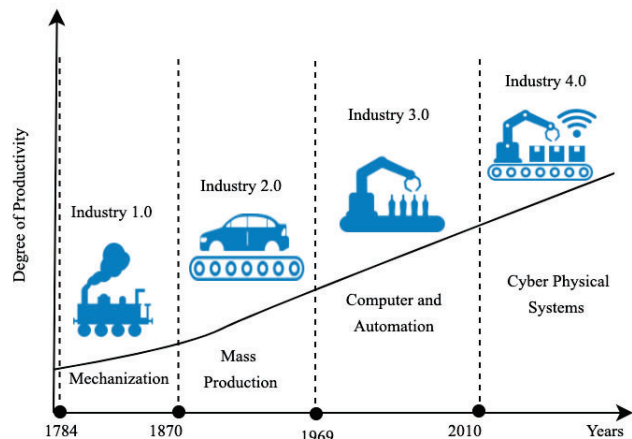 Industry 4.0
Industry 3.0
Industry 2.0
Industry 1.0
Degree of Productivity
Cyber Physical
Systems
Computer and
Automation
Mass
Production
Mechanization
1784
1870
1969
2010
Years